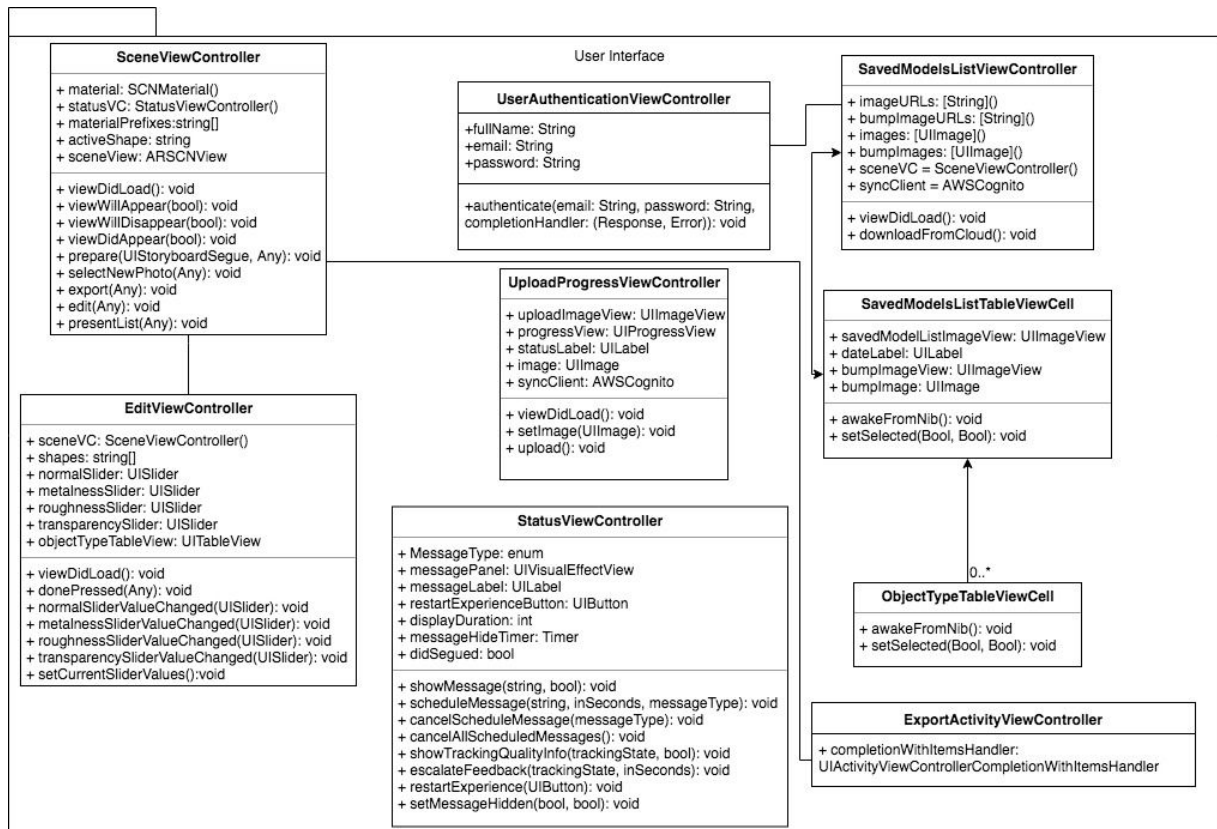 SceneViewController
+ material: SCNMaterial()
+ statusVC: StatusViewController()
+ materialPrefixes:string[]
+ activeShape: string
+ sceneView: ARSCNView
+ viewDidLoad(): void
+ viewWillAppear(bool): void
+ viewWillDisappear(bool): void
+ viewDidAppear(bool): void
+ prepare(UIStoryboardSegue, Any): void
+ selectNewPhoto(Any): void
+ export(Any): void
+ edit(Any): void
+ presentList(Any): void
User Interface
UserAuthenticationViewController
+fullName: String
+email: String
+password: String
+authenticate(email: String, password: String,
completionHandler: (Response, Error)): void
SavedModelsListViewController
+ imageURLs: [String]()
+ bumpImageURLs: [String]()
+ images: [UIImage]()
+ bumpImages: [UIImage]()
+ sceneVC = SceneViewController()
+ syncClient = AWSCognito
+ viewDidLoad(): void
+ downloadFromCloud(): void
UploadProgressViewController
+ uploadImageView: UIImageView
+ progressView: UIProgressView
+ statusLabel: UILabel
+ image: UIImage
+ syncClient: AWSCognito
+ viewDidLoad(): void
+ setImage(UIImage): void
+ upload(): void
SavedModelsListTableViewCell
+ savedModelListImageView: UIImageView
+ dateLabel: UILabel
+ bumpImageView: UIImageView
+ bumpImage: UIImage
+ awakeFromNib(): void
+ setSelected(Bool, Bool): void
EditViewController
+ sceneVC: SceneViewController()
+ shapes: string[]
+ normalSlider: UISlider
+ metalnessSlider: UISlider
+ roughnessSlider: UISlider
+ transparencySlider: UISlider
+ objectTypeTableView: UITableView
+ viewDidLoad(): void
+ donePressed(Any): void
+ normalSliderValueChanged(UISlider): void
+ metalnessSliderValueChanged(UISlider): void
+ roughnessSliderValueChanged(UISlider): void
+ transparencySliderValueChanged(UISlider): void
+ setCurrentSliderValues():void
StatusViewController
+ MessageType: enum
+ messagePanel: UIVisualEffectView
+ messageLabel: UILabel
+ restartExperienceButton: UIButton
+ displayDuration: int
+ messageHideTimer: Timer
+ didSegued: bool
+ showMessage(string, bool): void
+ scheduleMessage(string, inSeconds, messageType): void
+ cancelScheduleMessage(messageType): void
+ cancelAllScheduledMessages(): void
+ showTrackingQualityInfo(trackingState, bool): void
+ escalateFeedback(trackingState, inSeconds): void
+ restartExperience(UIButton): void
+ setMessageHidden(bool, bool): void
0..*
ObjectTypeTableViewCell
+ awakeFromNib(): void
+ setSelected(Bool, Bool): void
ExportActivityViewController
+ completionWithItemsHandler:
UIActivityViewControllerCompletionWithItemsHandler